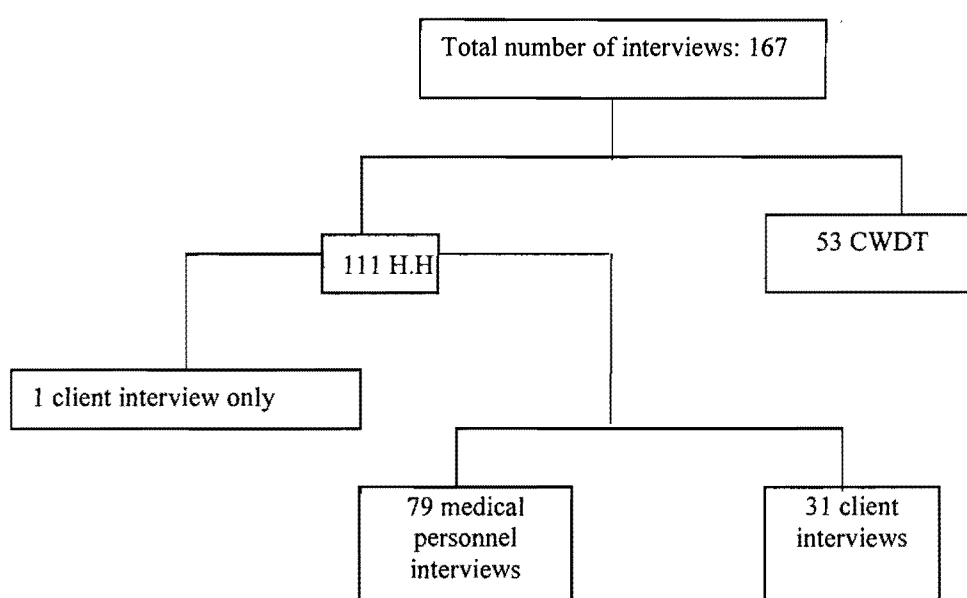 Total number of interviews: 167
111 H.H
53 CWDT
1 client interview only
79 medical
personnel
interviews
31 client
interviews